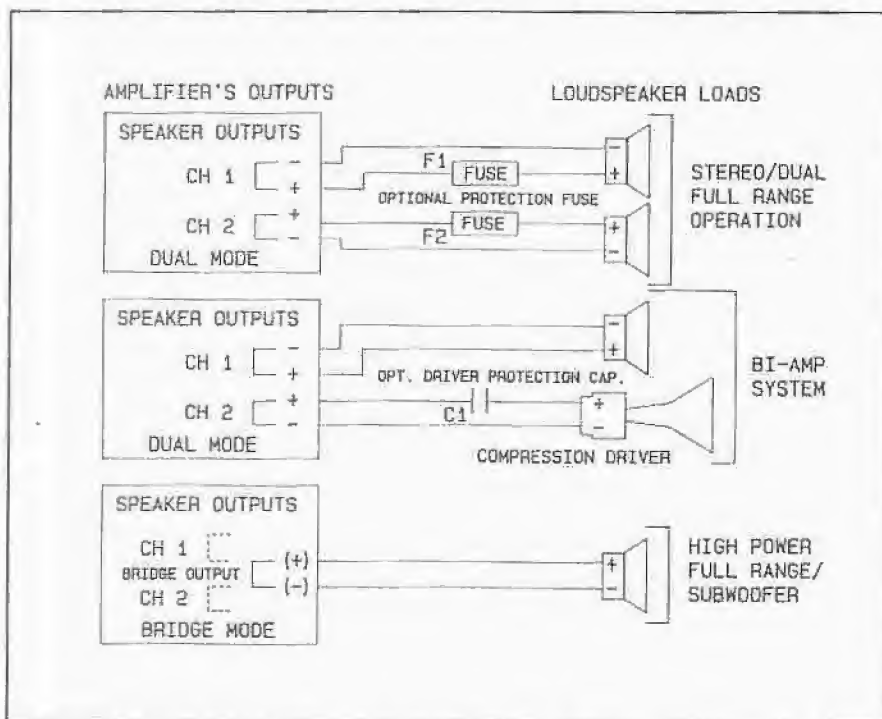 AMPLIFIER'S OUTPUTS
LOUDSPEAKER LOADS
SPEAKER OUTPUTS
CH 1
-
+
CH 2
+
-
DUAL MODE
F1
FUSE
OPTIONAL PROTECTION FUSE
FUSE
F2
-
+
+
-
STEREO/DUAL
FULL RANGE
OPERATION
SPEAKER OUTPUTS
CH 1
-
+
CH 2
+
-
DUAL MODE
OPT. DRIVER PROTECTION CAP.
C1
-
+
+
-
COMPRESSION DRIVER
BI-AMP
SYSTEM
SPEAKER OUTPUTS
CH 1
BRIDGE OUTPUT
CH 2
(+)
(-)
BRIDGE MODE
+
-
HIGH POWER
FULL RANGE/
SUBWOOFER